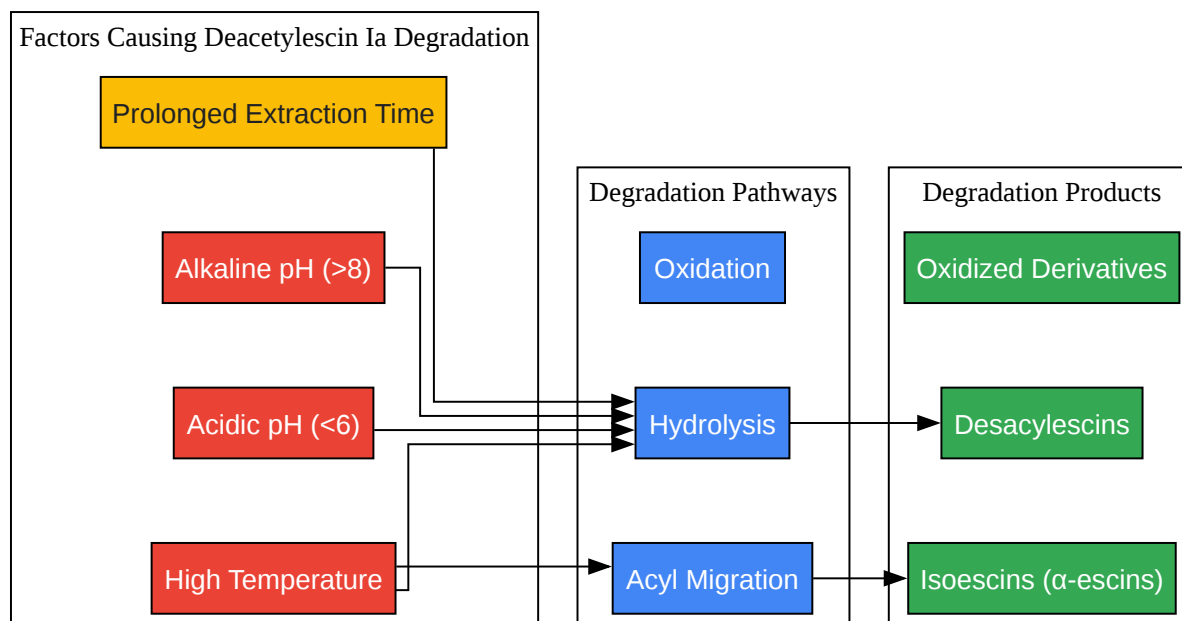 Factors Causing Deacetylescin Ia Degradation
Prolonged Extraction Time
Alkaline pH (>8)
Acidic pH (<6)
High Temperature
Degradation Pathways
Oxidation
Hydrolysis
Acyl Migration
Degradation Products
Oxidized Derivatives
Desacylescins
Isoescins (α-escins)